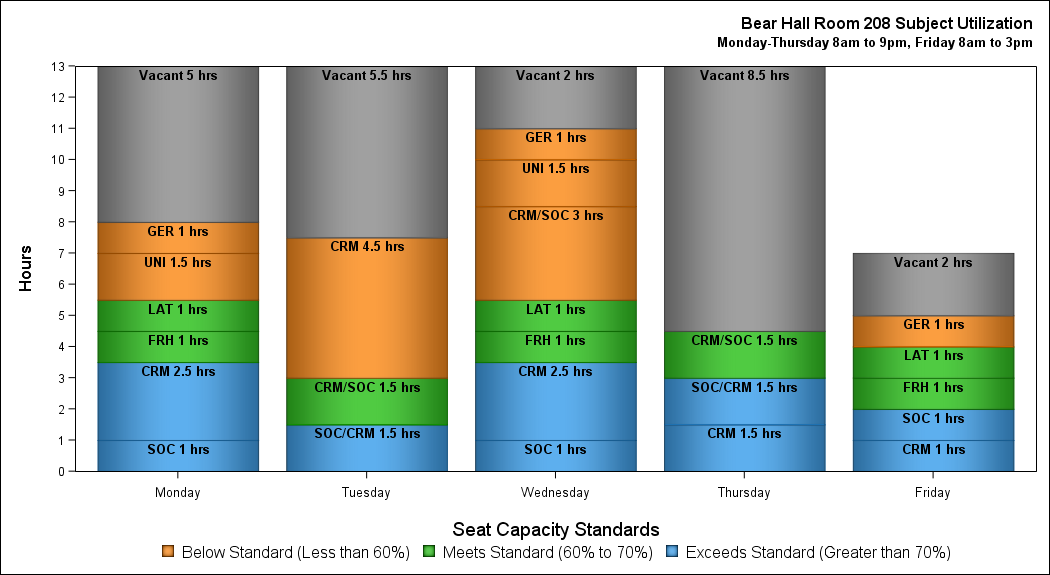 Bear Hall Room 208 Subject Utilization
Monday-Thursday 8am to 9pm, Friday 8am to 3pm
Hours
13
12
11
10
9
8
7
6
5
4
3
2
1
0
Vacant 5 hrs
GER 1 hrs
UNI 1.5 hrs
LAT 1 hrs
FRH 1 hrs
CRM 2.5 hrs
SOC 1 hrs
Vacant 5.5 hrs
CRM 4.5 hrs
CRM/SOC 1.5 hrs
SOC/CRM 1.5 hrs
Vacant 2 hrs
GER 1 hrs
UNI 1.5 hrs
CRM/SOC 3 hrs
LAT 1 hrs
FRH 1 hrs
CRM 2.5 hrs
SOC 1 hrs
Vacant 8.5 hrs
CRM/SOC 1.5 hrs
SOC/CRM 1.5 hrs
CRM 1.5 hrs
Vacant 2 hrs
GER 1 hrs
LAT 1 hrs
FRH 1 hrs
SOC 1 hrs
CRM 1 hrs
Monday Tuesday Wednesday Thursday Friday
Seat Capacity Standards
Below Standard (Less than 60%) Meets Standard (60% to 70%) Exceeds Standard (Greater than 70%)